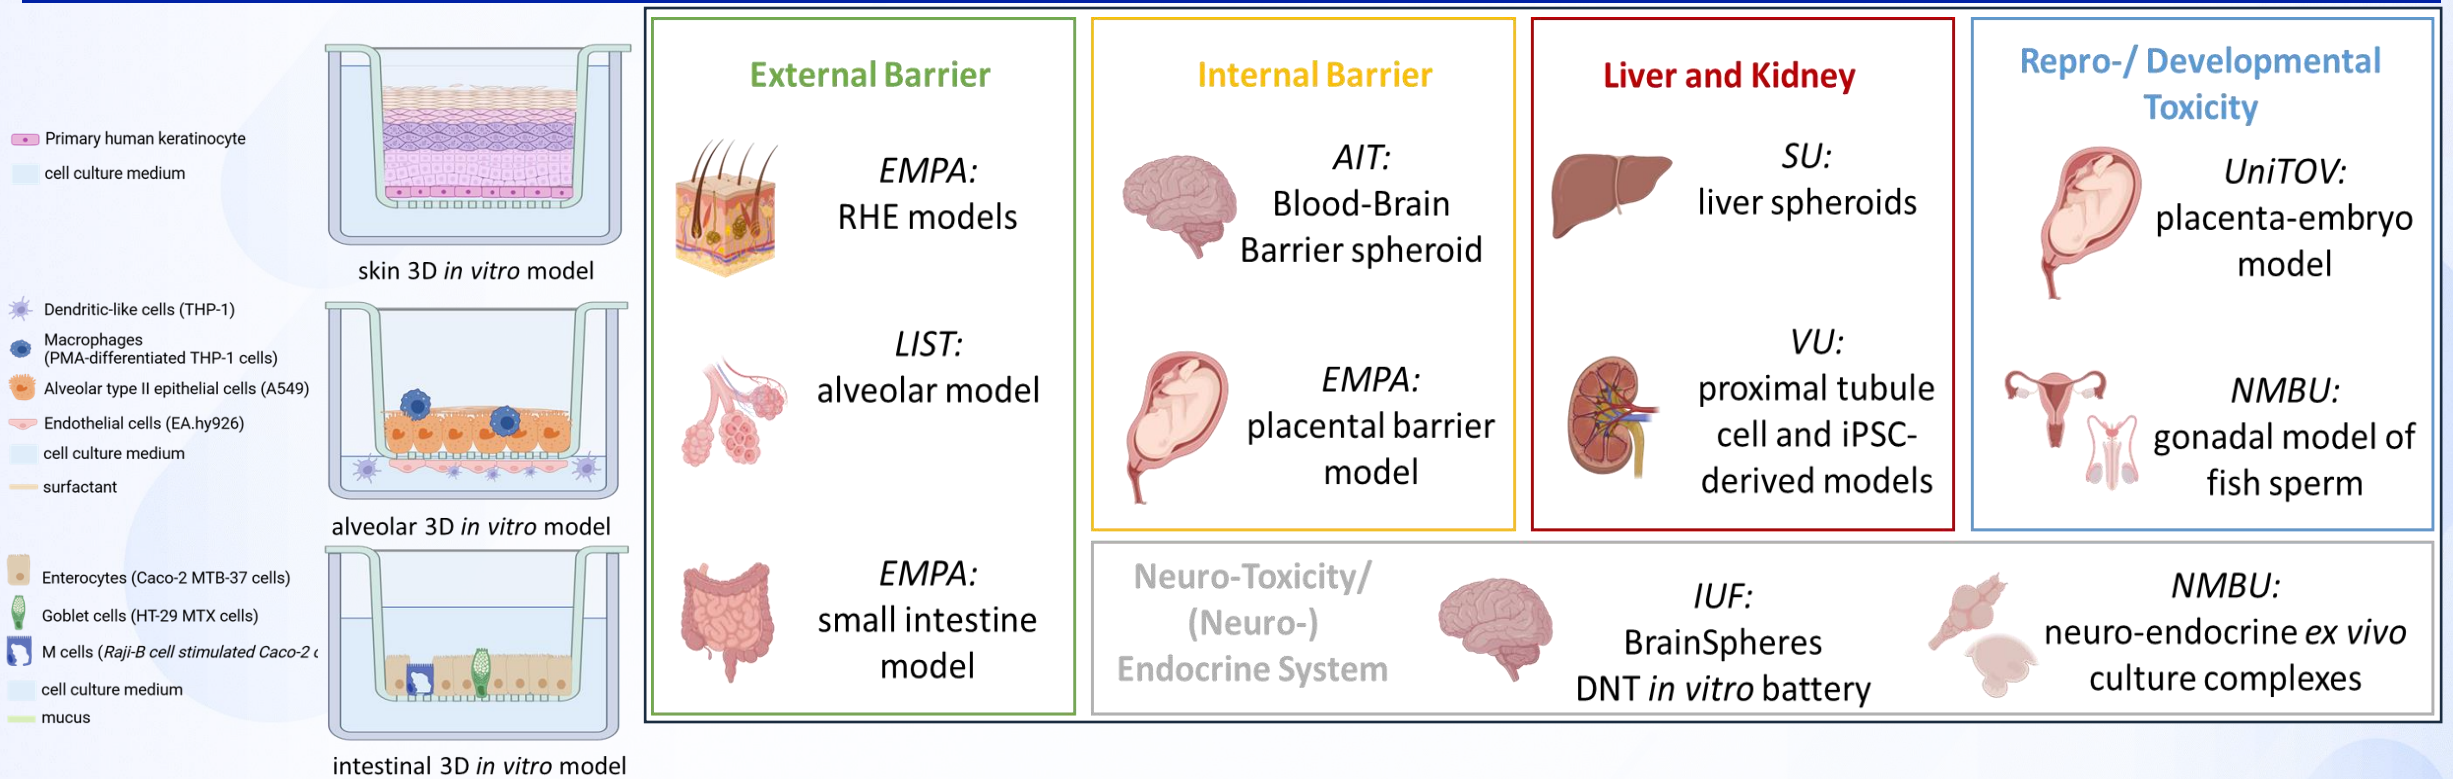 Primary human keratinocyte
cell culture medium
skin 3D in vitro model
Dendritic-like cells (THP-1)
Macrophages
(PMA-differentiated THP-1 cells)
Alveolar type II epithelial cells (A549)
Endothelial cells (EA.hy926)
cell culture medium
surfactant
alveolar 3D in vitro model
Enterocytes (Caco-2 MTB-37 cells)
Goblet cells (HT-29 MTX cells)
M cells (Raji-B cell stimulated Caco-2 c
cell culture medium
mucus
intestinal 3D in vitro model
External Barrier
EMPA:
RHE models
LIST:
alveolar model
EMPA:
small intestine
model
Internal Barrier
AIT:
Blood-Brain
Barrier spheroid
EMPA:
placental barrier
model
Liver and Kidney
SU:
liver spheroids
VU:
proximal tubule
cell and iPSC-
derived models
Repro-/ Developmental
Toxicity
UniTOV:
placenta-embryo
model
NMBU:
gonadal model of
fish sperm
Neuro-Toxicity/
(Neuro-)
Endocrine System
IUF:
BrainSpheres
DNT in vitro battery
NMBU:
neuro-endocrine ex vivo
culture complexes